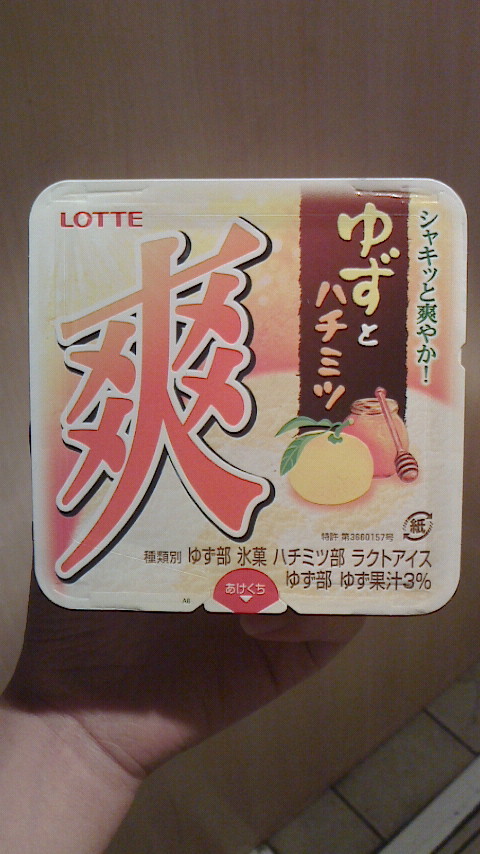 LOTTE
爽
シャキッと爽やか!
ゆずと
ハチミツ
紙
特許 第3660157号
種類別 ゆず部 氷菓 ハチミツ部 ラクトアイス
ゆず部 ゆず果汁3%
あけくち
A6